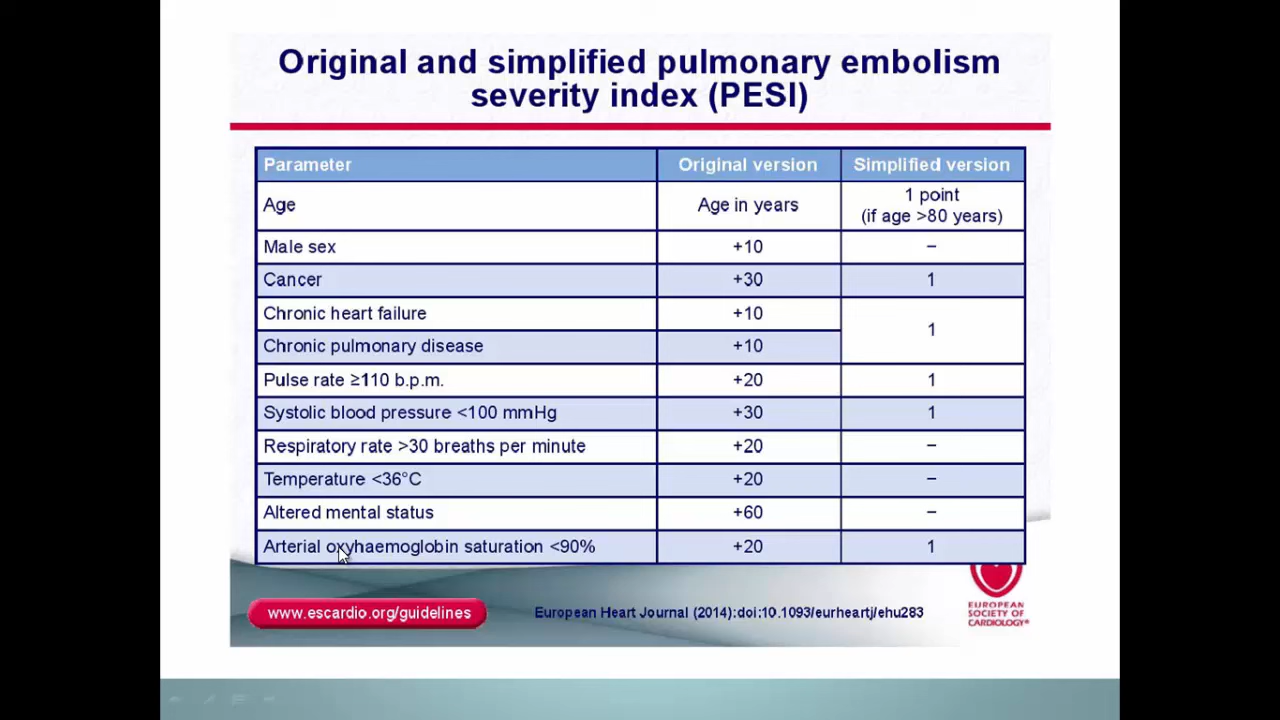 Original and simplified pulmonary embolism
severity index (PESI)
Parameter Original version Simplified version
Age Age in years 1 point
(if age >80 years)
Male sex +10 –
Cancer +30 1
Chronic heart failure +10 1
Chronic pulmonary disease +10
Pulse rate ≥110 b.p.m. +20 1
Systolic blood pressure <100 mmHg +30 1
Respiratory rate >30 breaths per minute +20 –
Temperature <36°C +20 –
Altered mental status +60 –
Arterial oxyhaemoglobin saturation <90% +20 1
www.escardio.org/guidelines
European Heart Journal (2014):doi:10.1093/eurheartj/ehu283
EUROPEAN
SOCIETY OF
CARDIOLOGY®